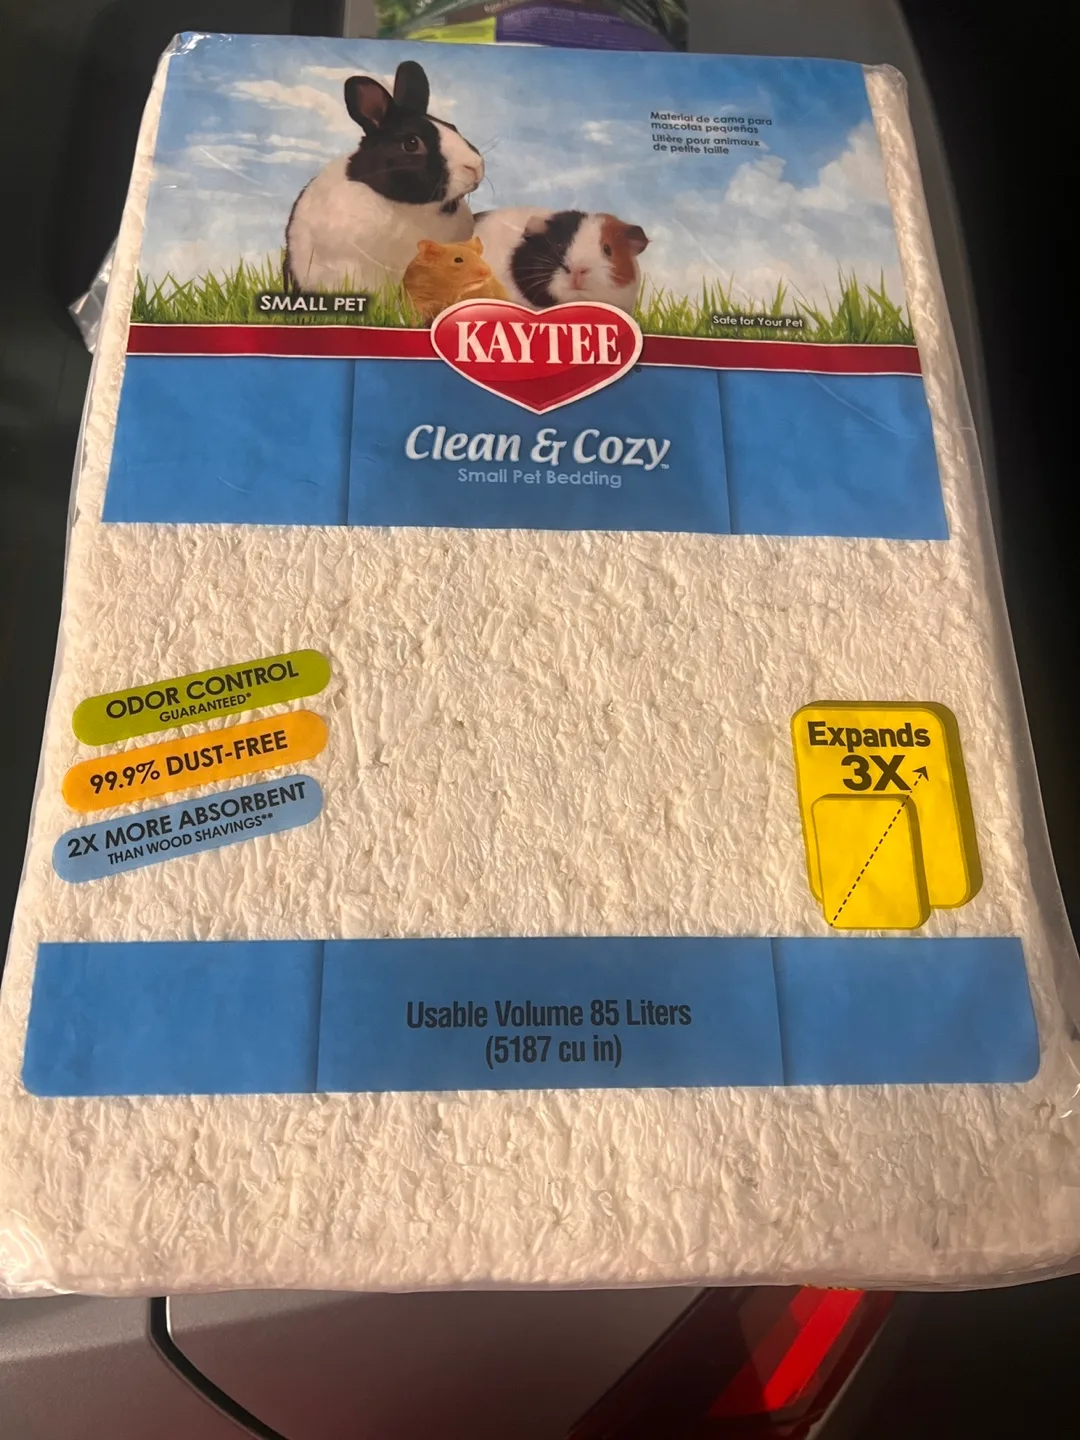 Material de cama para
mascotas pequeñas
Litière pour animaux
de petite taille
SMALL PET
Safe for Your Pet
KAYTEE
Clean & Cozy™
Small Pet Bedding
ODOR CONTROL
GUARANTEED*
99.9% DUST-FREE
2X MORE ABSORBENT
THAN WOOD SHAVINGS**
Expands
3X
Usable Volume 85 Liters
(5187 cu in)